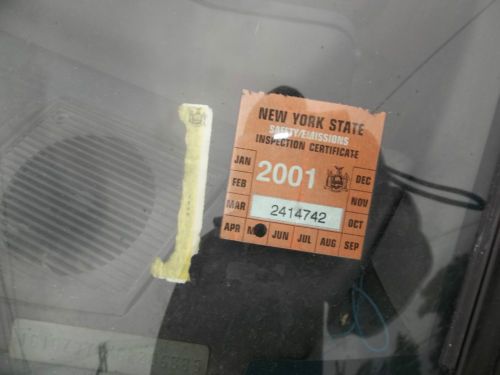 NEW YORK STATE
SAFETY/EMISSIONS
INSPECTION CERTIFICATE
JAN 2001 DEC
FEB NOV
MAR 2414742 OCT
APR JUN JUL AUG SEP